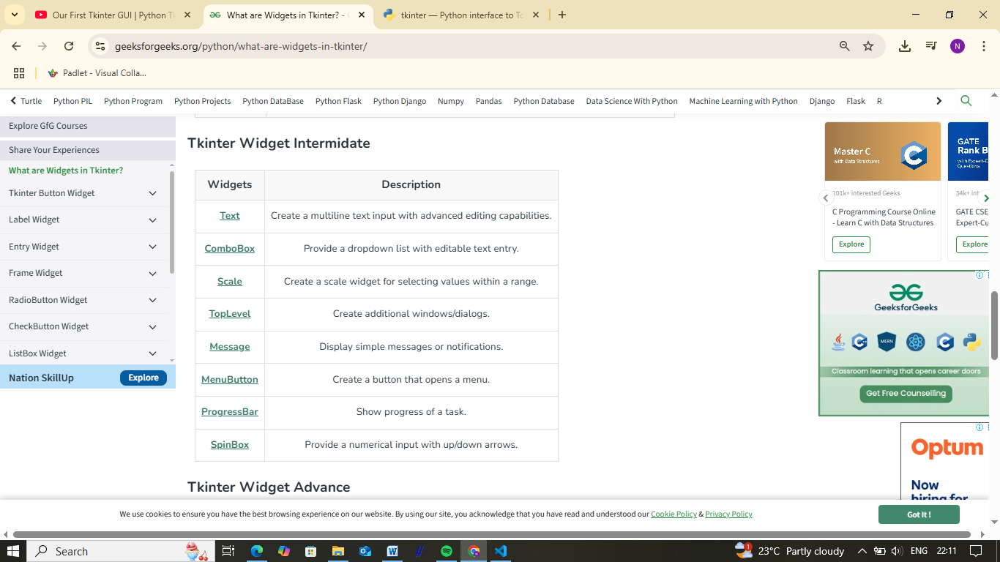 Our First Tkinter GUI | Python T
What are Widgets in Tkinter? -
tkinter — Python interface to Tc
geeksforgeeks.org/python/what-are-widgets-in-tkinter/
N
Padlet - Visual Colla...
Turtle Python PIL Python Program Python Projects Python DataBase Python Flask Python Django Numpy Pandas Python Database Data Science With Python Machine Learning with Python Django Flask R
Explore GfG Courses
Share Your Experiences
What are Widgets in Tkinter?
Tkinter Button Widget
Label Widget
Entry Widget
Frame Widget
RadioButton Widget
CheckButton Widget
ListBox Widget
Nation SkillUp Explore
Tkinter Widget Intermidate
Widgets Description
Text Create a multiline text input with advanced editing capabilities.
ComboBox Provide a dropdown list with editable text entry.
Scale Create a scale widget for selecting values within a range.
TopLevel Create additional windows/dialogs.
Message Display simple messages or notifications.
MenuButton Create a button that opens a menu.
ProgressBar Show progress of a task.
SpinBox Provide a numerical input with up/down arrows.
Tkinter Widget Advance
Master C
with Data Structures
201k+ interested Geeks
C Programming Course Online
- Learn C with Data Structures
Explore
GATE
Rank B
with Expert-C
Questions
34k+ int
GATE CSE
Expert-Cu
Explore
GeeksforGeeks
MERN
Classroom learning that opens career doors
Get Free Counselling
Optum
Now
hiring for
We use cookies to ensure you have the best browsing experience on our website. By using our site, you acknowledge that you have read and understood our Cookie Policy & Privacy Policy
Got It !
Search
1
23°C Partly cloudy
ENG
22:11